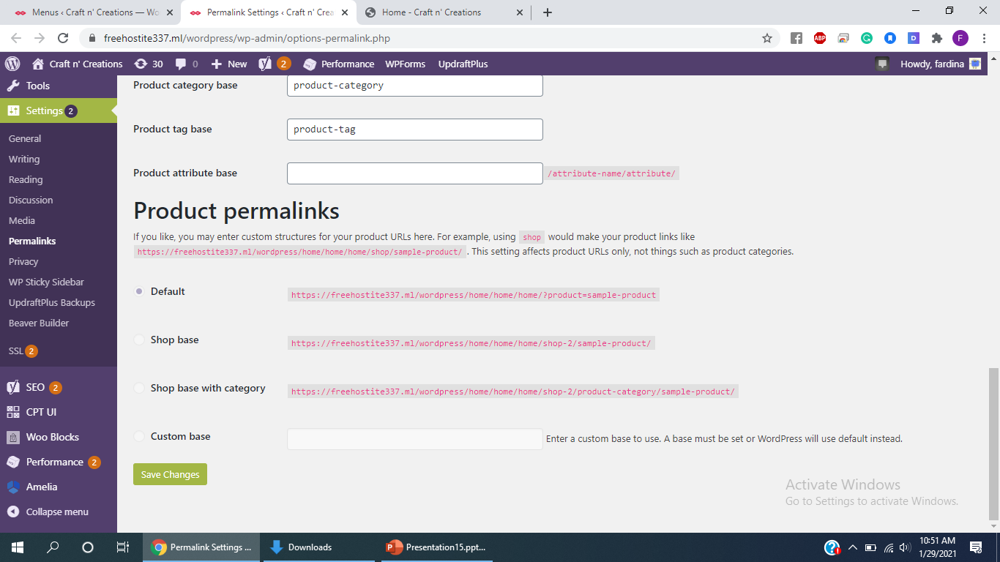 Menus ‹ Craft n' Creations — Wo
Permalink Settings ‹ Craft n' Crea
Home - Craft n' Creations
freehostite337.ml/wordpress/wp-admin/options-permalink.php
ABP
G
D
F
Craft n' Creations
30
0
New
2
Performance
WPForms
UpdraftPlus
Howdy, fardina
Tools
Settings 2
General
Writing
Reading
Discussion
Media
Permalinks
Privacy
WP Sticky Sidebar
UpdraftPlus Backups
Beaver Builder
SSL 2
SEO 2
CPT UI
Woo Blocks
Performance 2
Amelia
Collapse menu
Product category base product-category
Product tag base product-tag
Product attribute base /attribute-name/attribute/
Product permalinks
If you like, you may enter custom structures for your product URLs here. For example, using shop would make your product links like
https://freehostite337.ml/wordpress/home/home/home/shop/sample-product/ . This setting affects product URLs only, not things such as product categories.
Default https://freehostite337.ml/wordpress/home/home/home/?product=sample-product
Shop base https://freehostite337.ml/wordpress/home/home/home/shop-2/sample-product/
Shop base with category https://freehostite337.ml/wordpress/home/home/home/shop-2/product-category/sample-product/
Custom base Enter a custom base to use. A base must be set or WordPress will use default instead.
Save Changes
Activate Windows
Go to Settings to activate Windows.
Permalink Settings ...
Downloads
Presentation15.ppt...
10:51 AM
1/29/2021